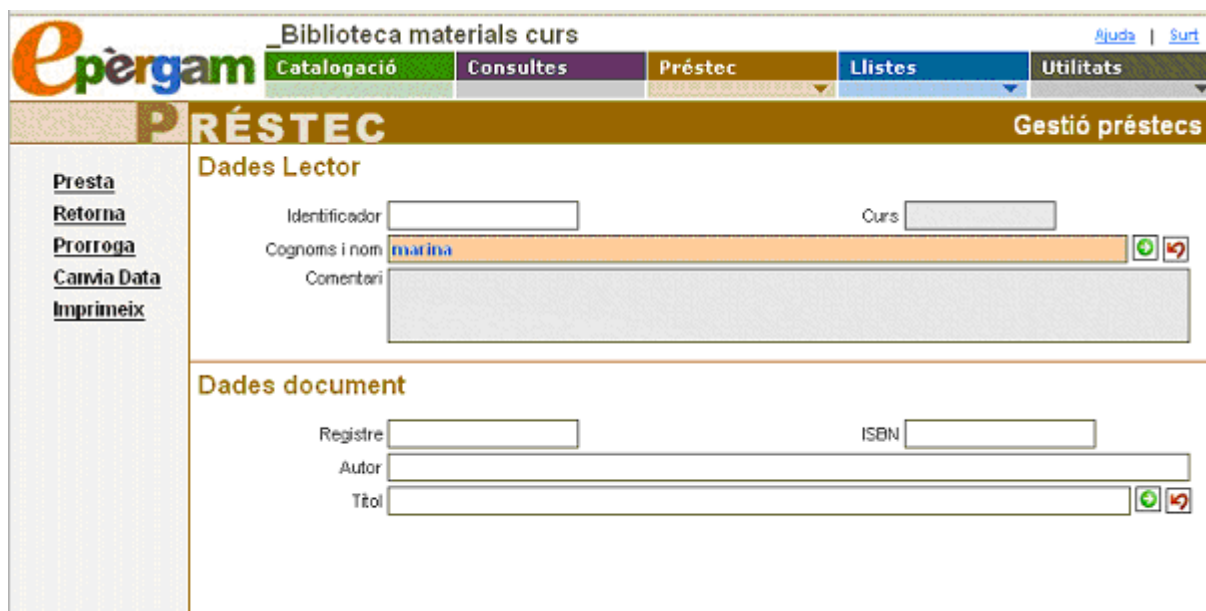 epèrgam
_Biblioteca materials curs
Ajuda | Surt
Catalogació Consultes Préstec Llistes Utilitats
PRÉSTEC
Gestió préstecs
Presta
Retorna
Prorroga
Canvia Data
Imprimeix
Dades Lector
Identificador
Curs
Cognoms i nom marina
Comentari
Dades document
Registre
ISBN
Autor
Títol